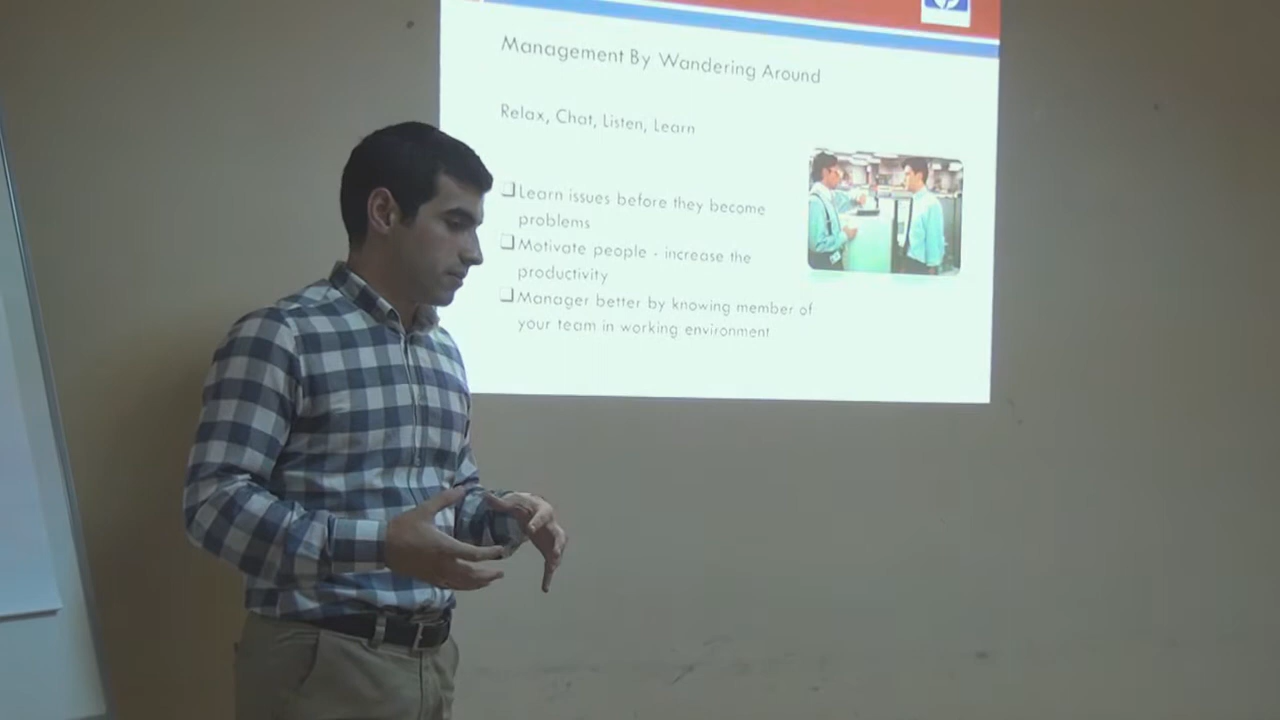 Management By Wandering Around
Relax, Chat, Listen, Learn
Learn issues before they become
problems
Motivate people - increase the
productivity
Manager better by knowing member of
your team in working environment